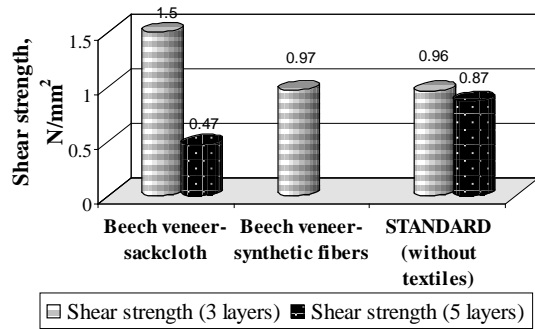 Shear strength,
N/mm2
1.5
1
0.5
0
1.5
0.47
0.97
0.96
0.87
Beech veneer-
sackcloth
Beech veneer-
synthetic fibers
STANDARD
(without
textiles)
Shear strength (3 layers)
Shear strength (5 layers)